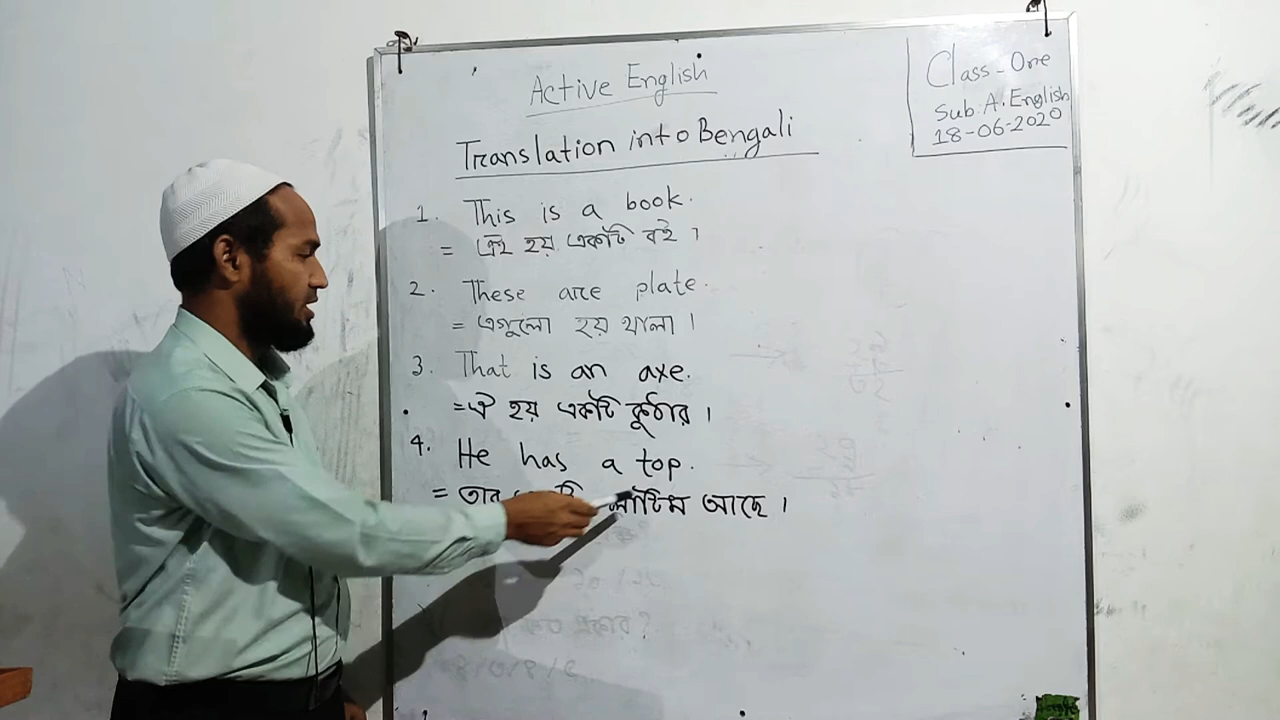 Active English
Class-One
Sub A. English
18-06-2020
Translation into Bengali
1. This is a book.
= এই হয় একটি বই ।
2. These are plate.
= এগুলো হয় থালা ।
3. That is an axe.
= ঐ হয় একটি কুঠার ।
4. He has a top.
= তার লাটিম আছে ।